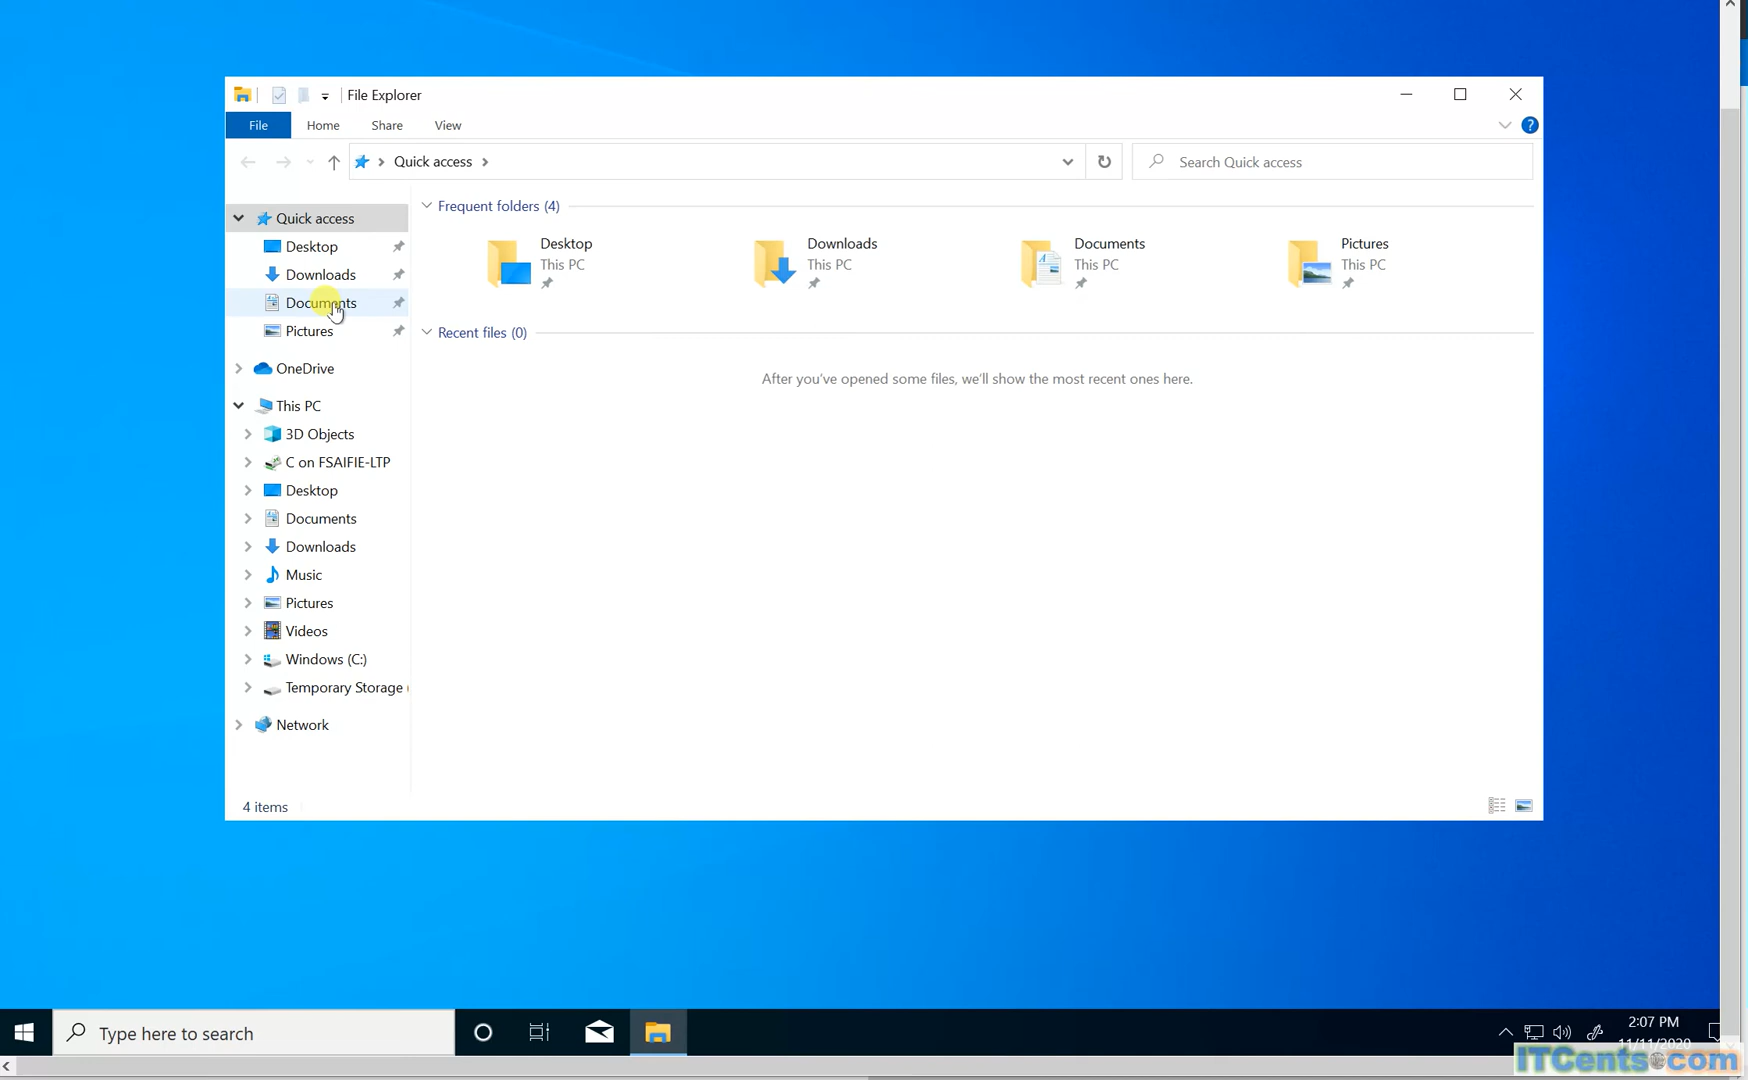 File Explorer
File Home Share View
Quick access
Search Quick access
Quick access
Desktop
Downloads
Documents
Pictures
OneDrive
This PC
3D Objects
C on FSAIFIE-LTP
Desktop
Documents
Downloads
Music
Pictures
Videos
Windows (C:)
Temporary Storage (
Network
Frequent folders (4)
Desktop
This PC
Downloads
This PC
Documents
This PC
Pictures
This PC
Recent files (0)
After you've opened some files, we'll show the most recent ones here.
4 items
Type here to search
2:07 PM
11/11/2020
ITCents.com